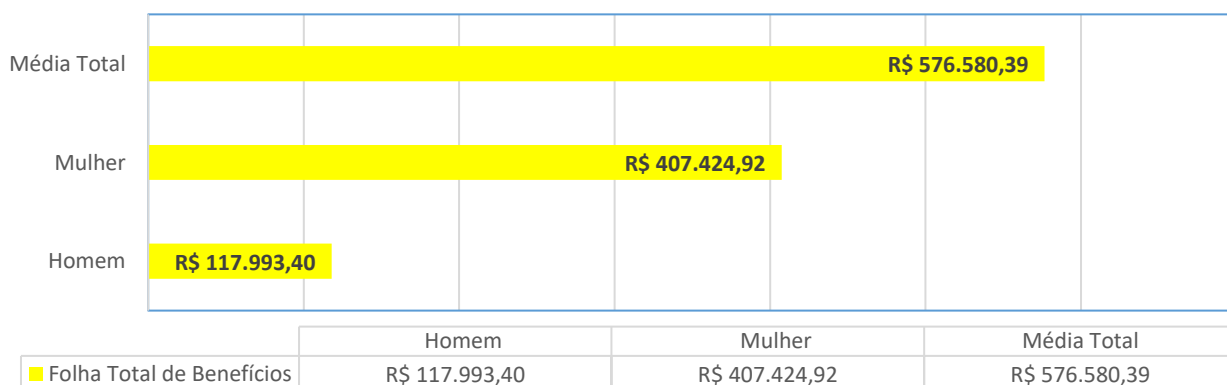 Média Total
R$ 576.580,39
Mulher
R$ 407.424,92
Homem
R$ 117.993,40
Homem Mulher Média Total
Folha Total de Benefícios R$ 117.993,40 R$ 407.424,92 R$ 576.580,39